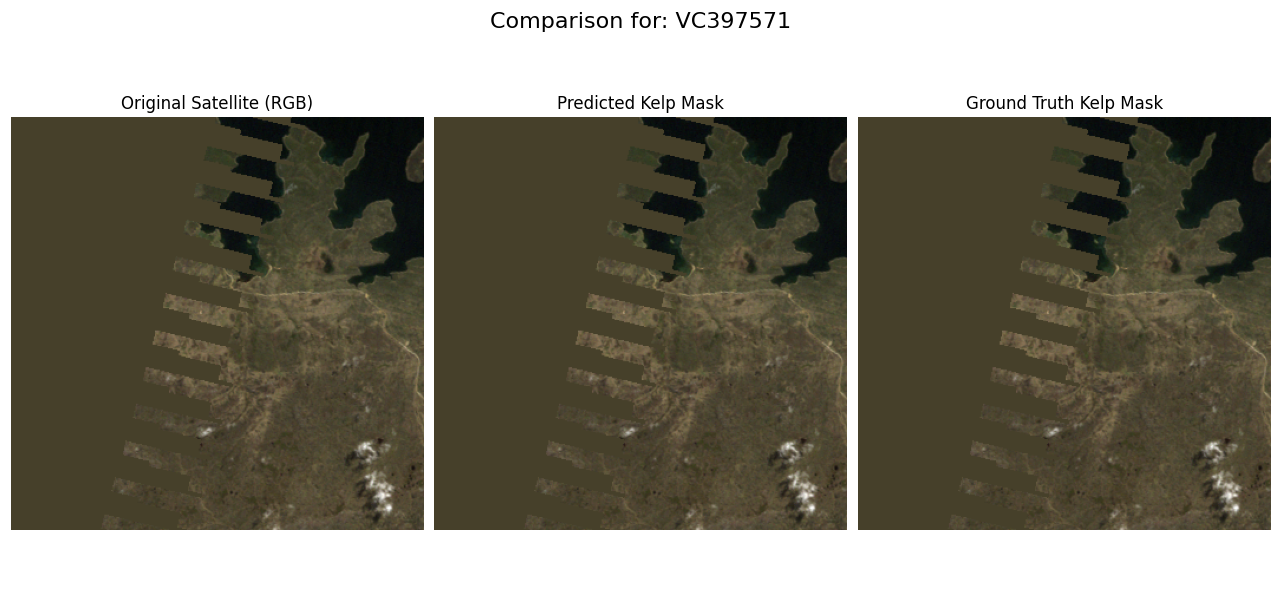 Comparison for: VC397571
Original Satellite (RGB)
Predicted Kelp Mask
Ground Truth Kelp Mask